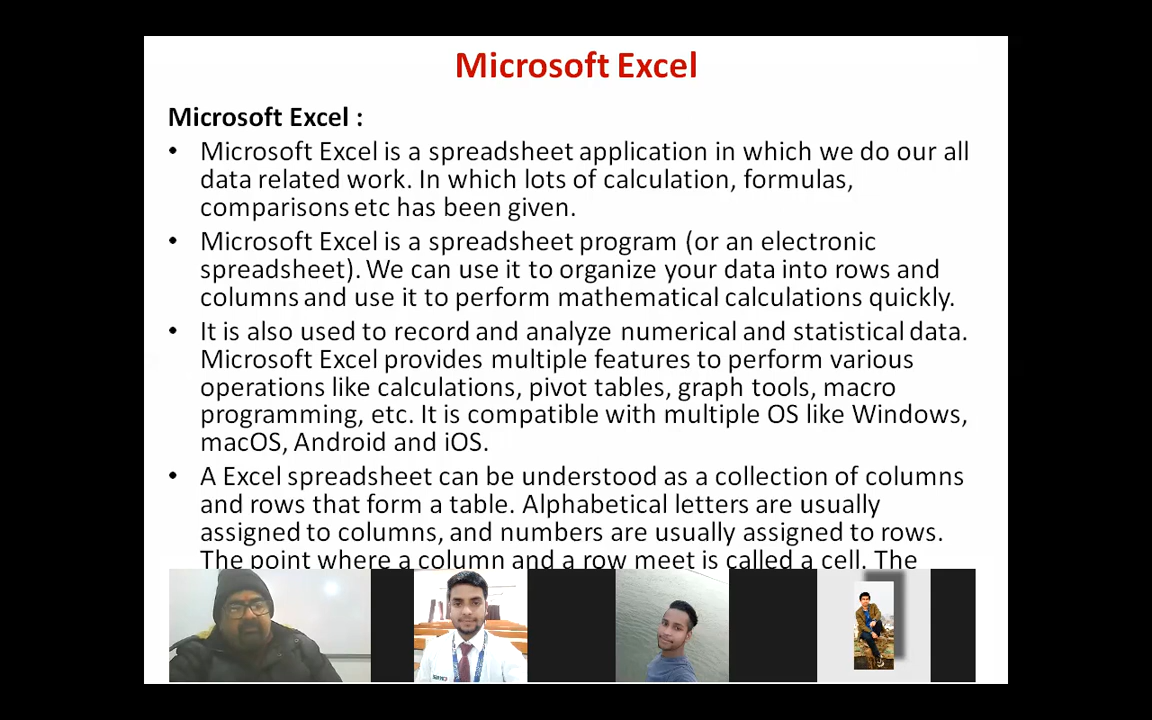 Microsoft Excel
Microsoft Excel :
• Microsoft Excel is a spreadsheet application in which we do our all
data related work. In which lots of calculation, formulas,
comparisons etc has been given.
• Microsoft Excel is a spreadsheet program (or an electronic
spreadsheet). We can use it to organize your data into rows and
columns and use it to perform mathematical calculations quickly.
• It is also used to record and analyze numerical and statistical data.
Microsoft Excel provides multiple features to perform various
operations like calculations, pivot tables, graph tools, macro
programming, etc. It is compatible with multiple OS like Windows,
macOS, Android and iOS.
• A Excel spreadsheet can be understood as a collection of columns
and rows that form a table. Alphabetical letters are usually
assigned to columns, and numbers are usually assigned to rows.
The point where a column and a row meet is called a cell. The